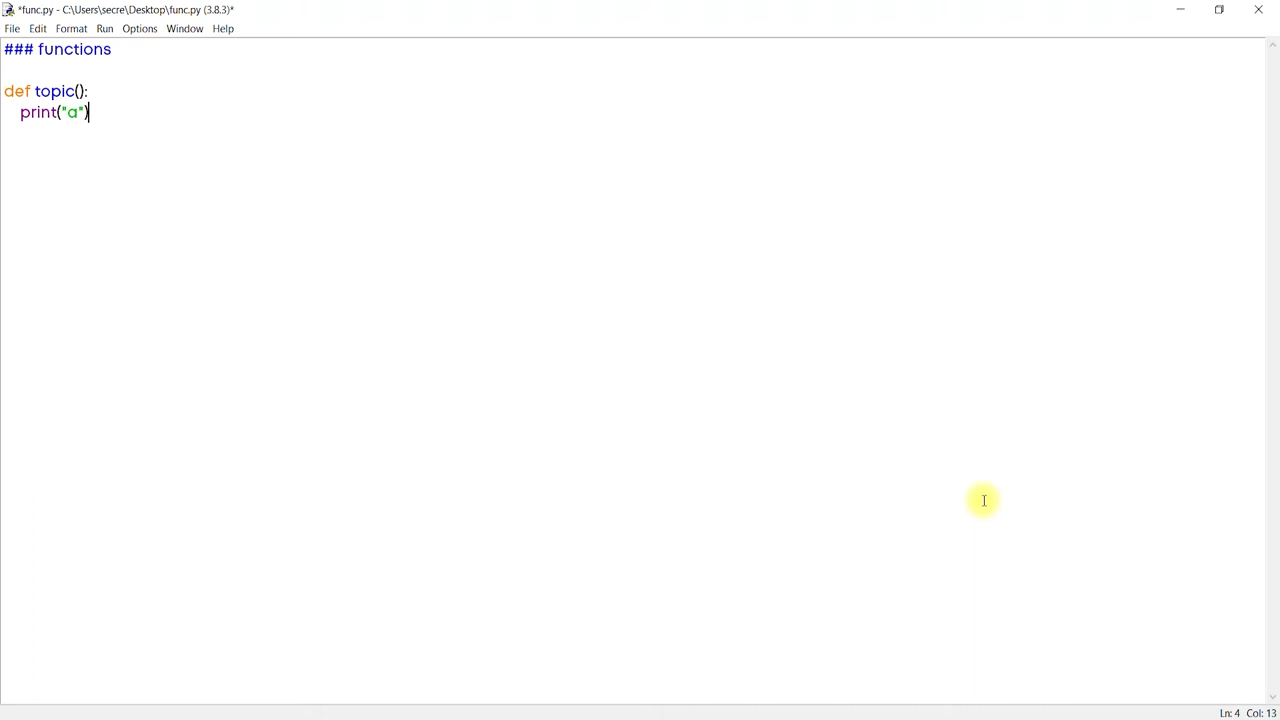 *func.py - C:\Users\secre\Desktop\func.py (3.8.3)*
File Edit Format Run Options Window Help
### functions
def topic():
    print("a")
Ln: 4 Col: 13